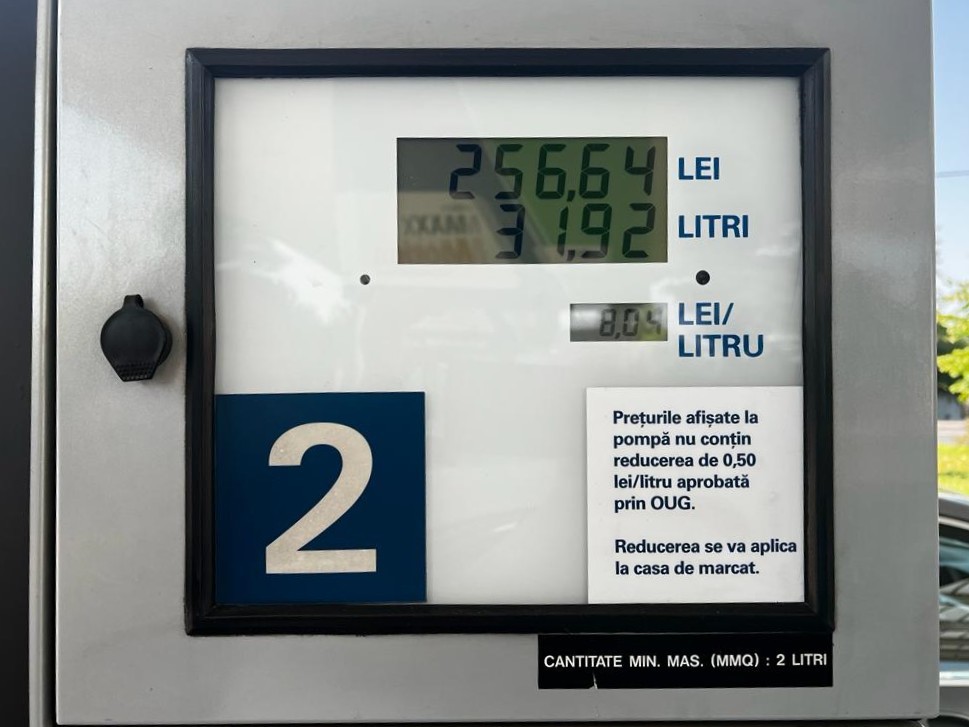 256,64 LEI
31,92 LITRI
8,04 LEI/
LITRU
2
Prețurile afișate la
pompă nu conțin
reducerea de 0,50
lei/litru aprobată
prin OUG.
Reducerea se va aplica
la casa de marcat.
CANTITATE MIN. MAS. (MMQ) : 2 LITRI